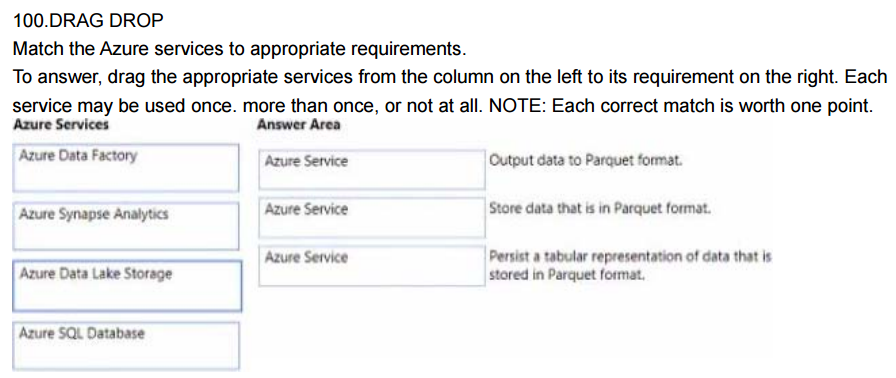 100.DRAG DROP
Match the Azure services to appropriate requirements.
To answer, drag the appropriate services from the column on the left to its requirement on the right. Each
service may be used once. more than once, or not at all. NOTE: Each correct match is worth one point.
Azure Services
Answer Area
Azure Data Factory
Azure Service
Output data to Parquet format.
Azure Synapse Analytics
Azure Service
Store data that is in Parquet format.
Azure Data Lake Storage
Azure Service
Persist a tabular representation of data that is
stored in Parquet format.
Azure SQL Database